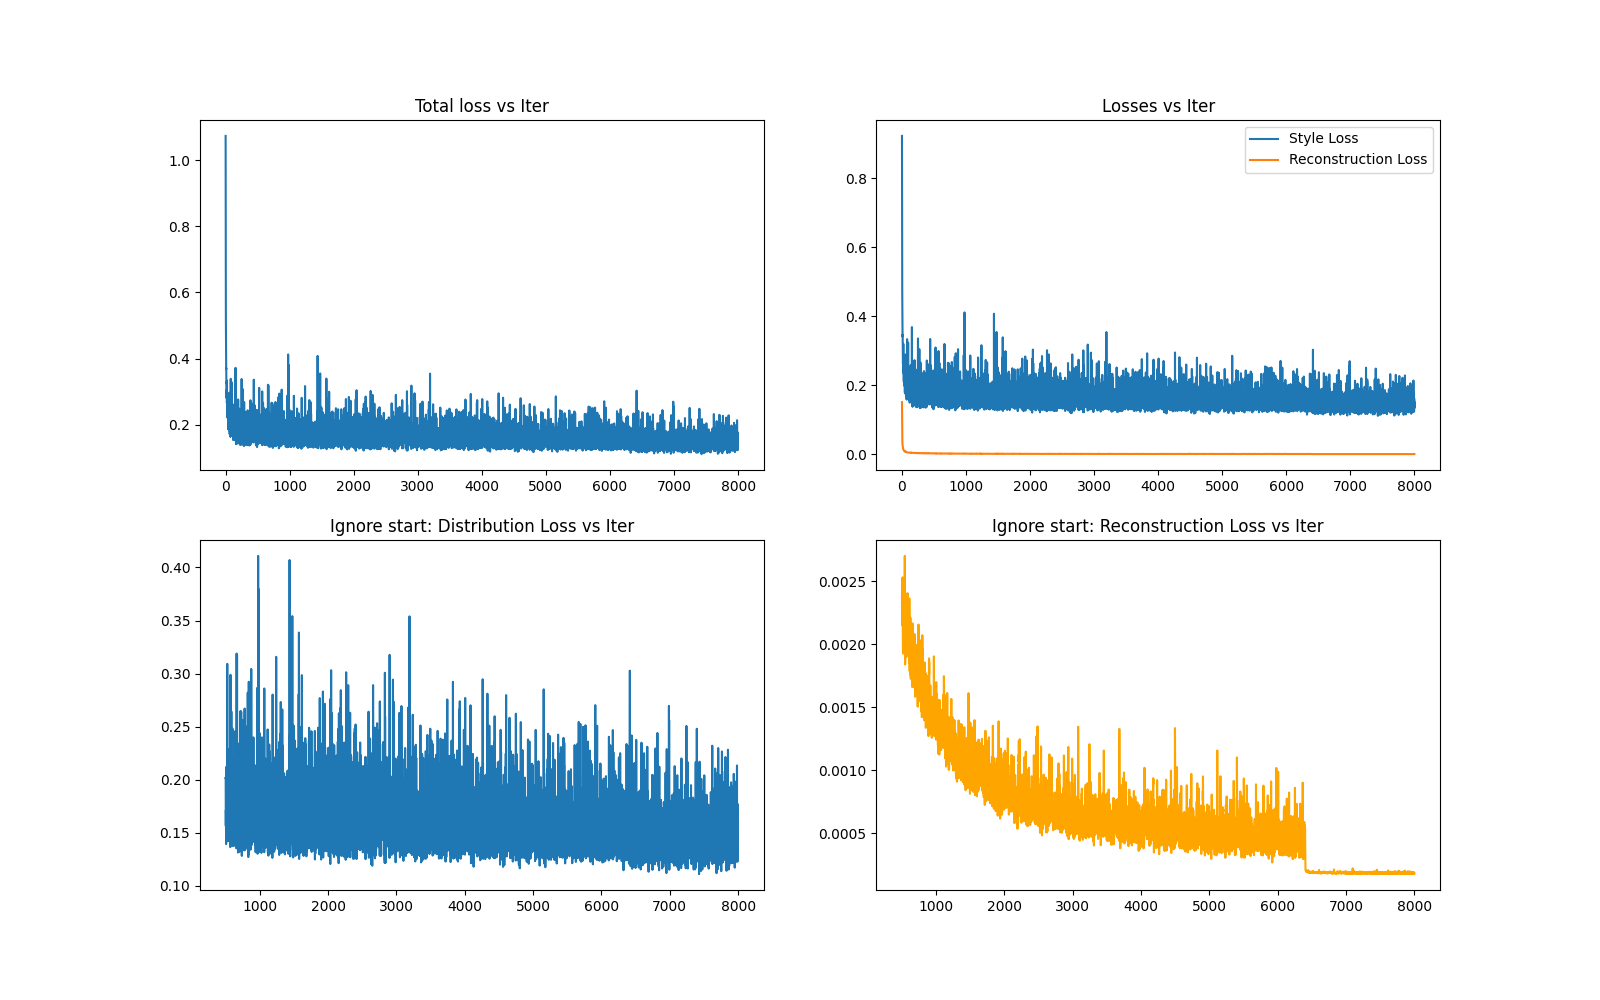 Total loss vs Iter
1.0
0.8
0.6
0.4
0.2
0 1000 2000 3000 4000 5000 6000 7000 8000
Losses vs Iter
Style Loss
Reconstruction Loss
0.8
0.6
0.4
0.2
0.0
0 1000 2000 3000 4000 5000 6000 7000 8000
Ignore start: Distribution Loss vs Iter
0.40
0.35
0.30
0.25
0.20
0.15
0.10
1000 2000 3000 4000 5000 6000 7000 8000
Ignore start: Reconstruction Loss vs Iter
0.0025
0.0020
0.0015
0.0010
0.0005
1000 2000 3000 4000 5000 6000 7000 8000